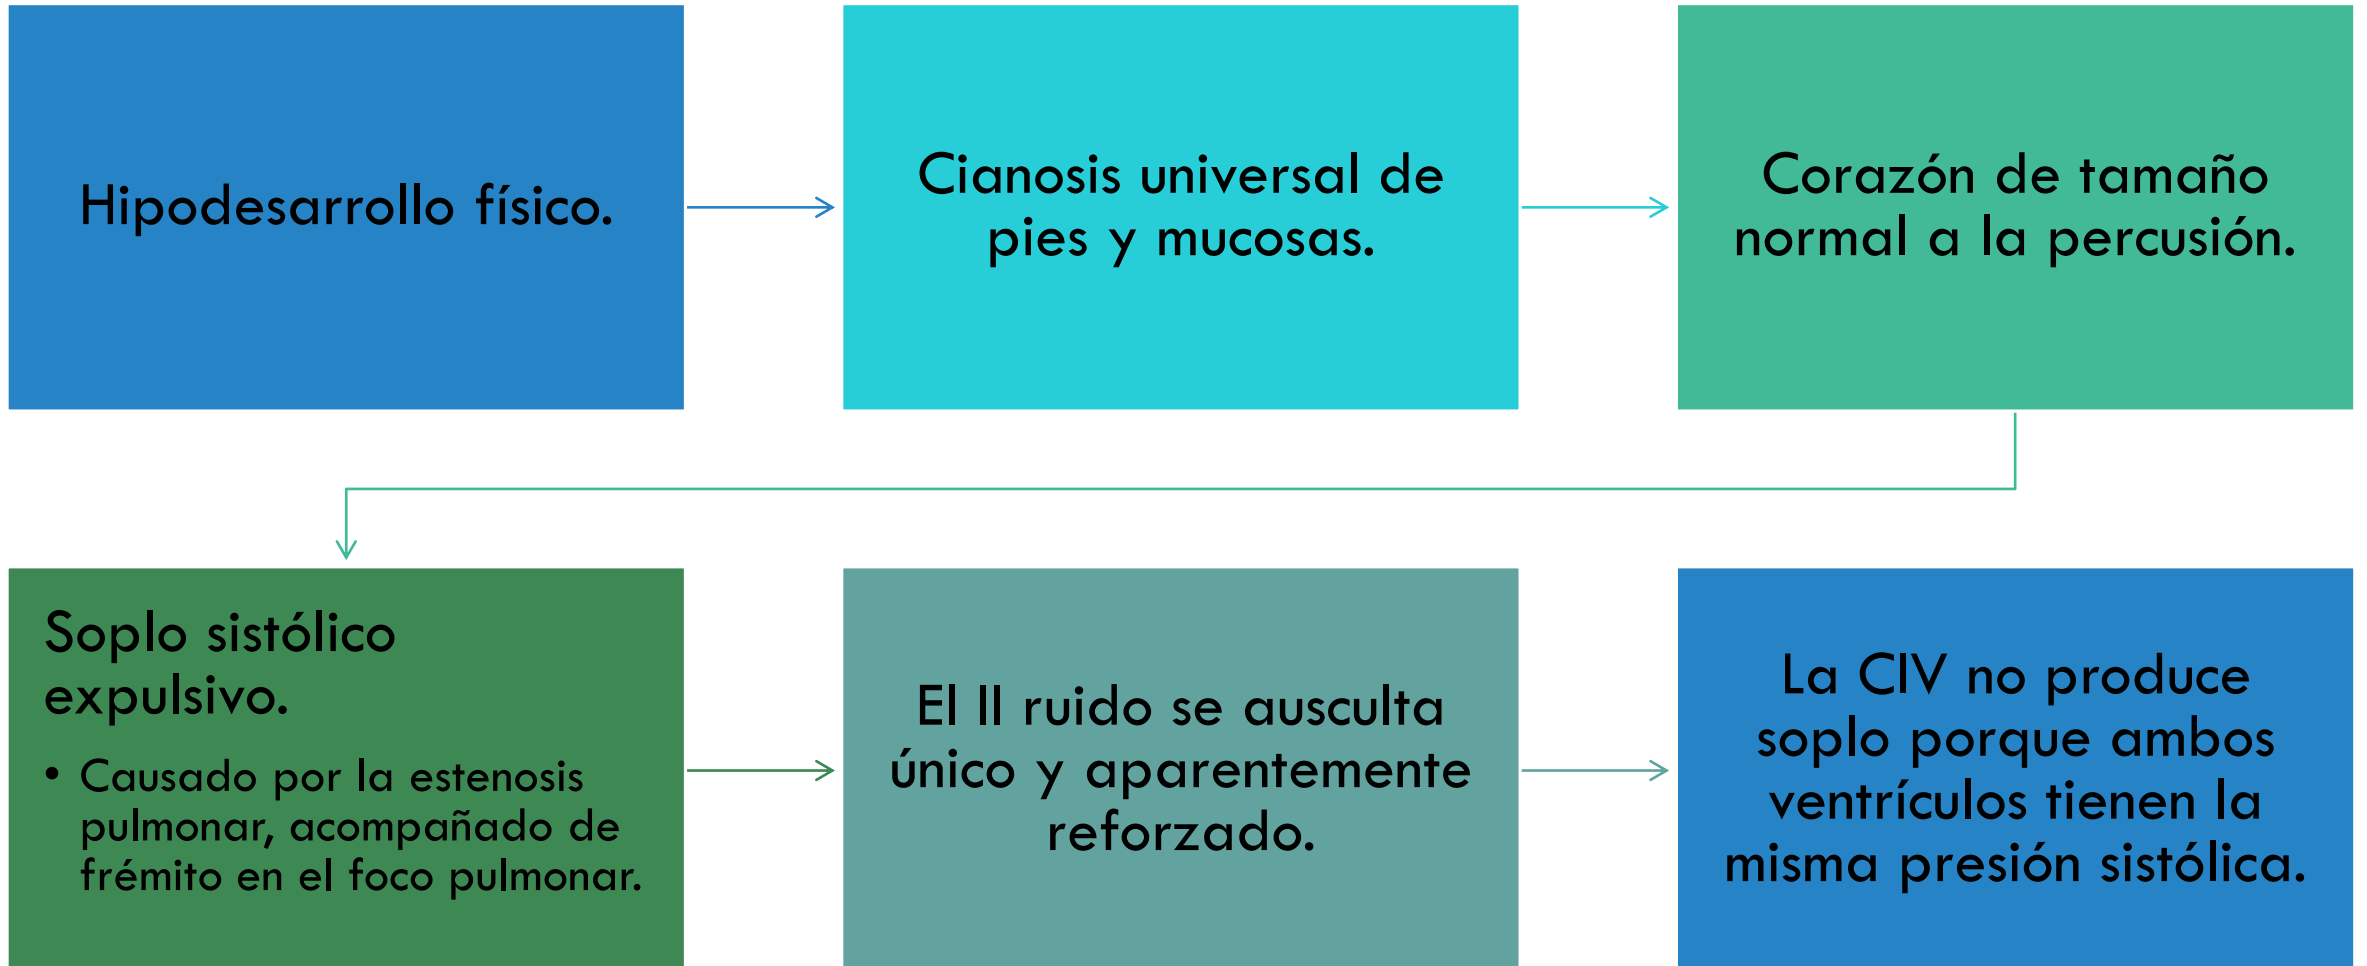 Hipodesarrollo físico.
Cianosis universal de
pies y mucosas.
Corazón de tamaño
normal a la percusión.
Soplo sistólico
expulsivo.
• Causado por la estenosis
pulmonar, acompañado de
frémito en el foco pulmonar.
El II ruido se ausculta
único y aparentemente
reforzado.
La CIV no produce
soplo porque ambos
ventrículos tienen la
misma presión sistólica.